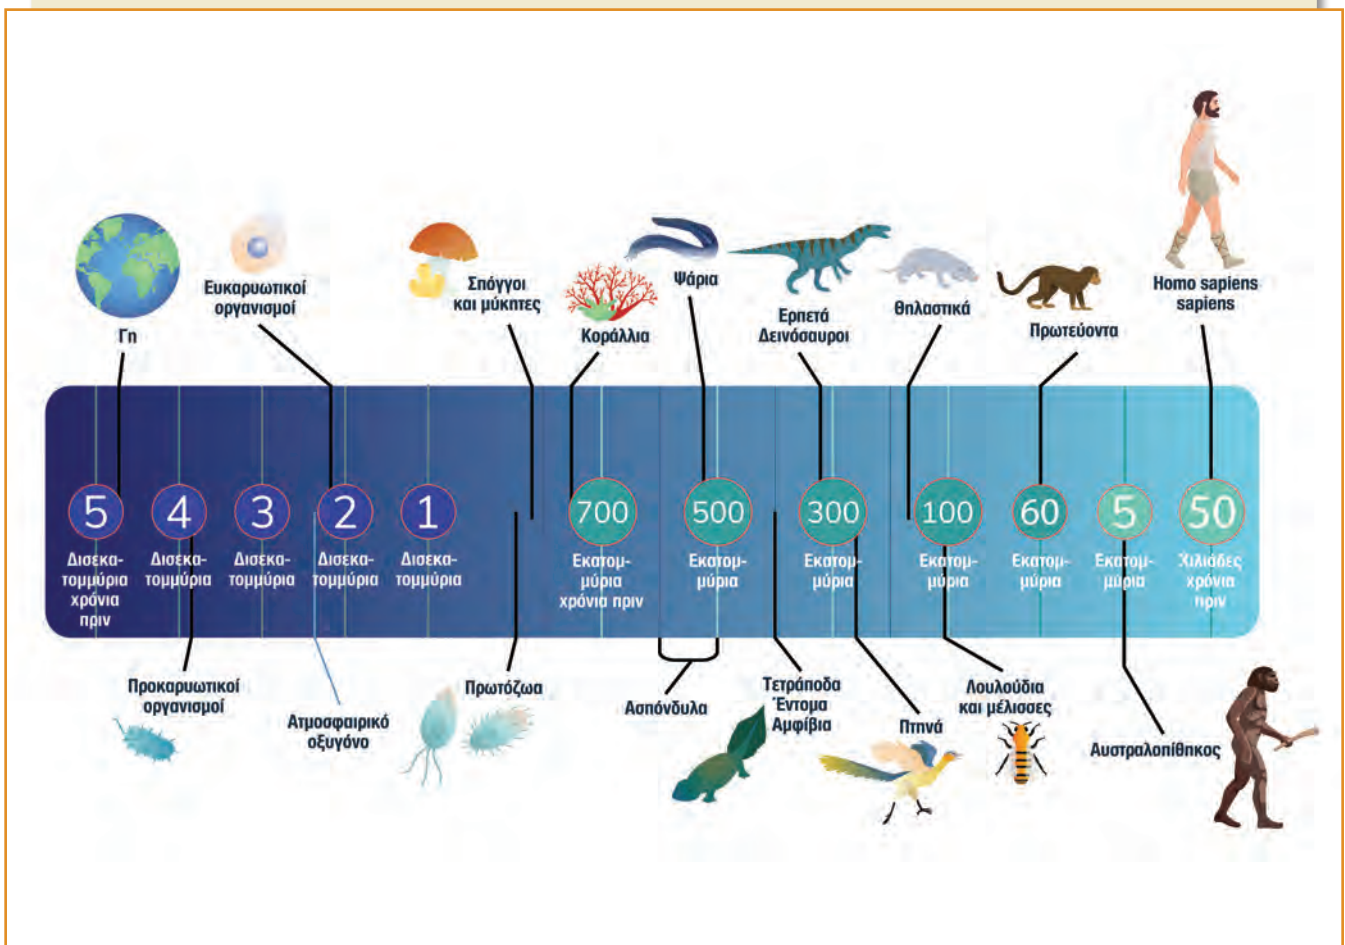 Homo sapiens
sapiens
Ευκαρυωτικοί
οργανισμοί
Σπόγγοι
και μύκητες
Ψάρια
Ερπετά
Δεινόσαυροι
Θηλαστικά
Πρωτεύοντα
Γη
Κοράλλια
5
Δισεκα-
τομμύρια
χρόνια
πριν
4
Δισεκα-
τομμύρια
3
Δισεκα-
τομμύρια
2
Δισεκα-
τομμύρια
1
Δισεκα-
τομμύρια
700
Εκατομ-
μύρια
χρόνια πριν
500
Εκατομ-
μύρια
300
Εκατομ-
μύρια
100
Εκατομ-
μύρια
60
Εκατομ-
μύρια
5
Εκατομ-
μύρια
50
Χιλιάδες
χρόνια
πριν
Προκαρυωτικοί
οργανισμοί
Ατμοσφαιρικό
οξυγόνο
Πρωτόζωα
Ασπόνδυλα
Τετράποδα
Έντομα
Αμφίβια
Πτηνά
Λουλούδια
και μέλισσες
Αυστραλοπίθηκος